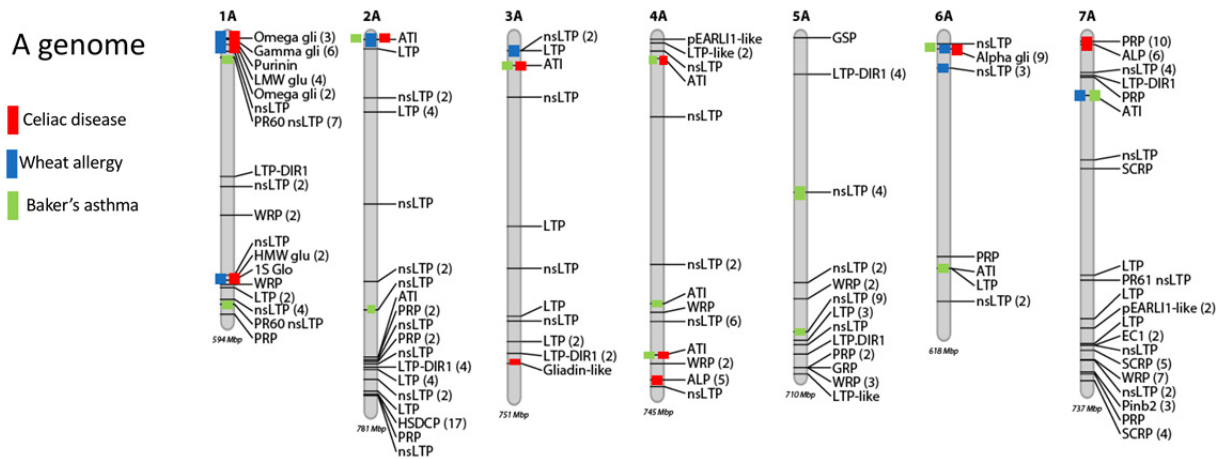 A genome
Celiac disease
Wheat allergy
Baker's asthma
1A
Omega gli (3)
Gamma gli (6)
Purinin
LMW glu (4)
Omega gli (2)
nsLTP
PR60 nsLTP (7)
LTP-DIR1
nsLTP (2)
WRP (2)
nsLTP
HMW glu (2)
1S Glo
WRP
LTP (2)
nsLTP (4)
PR60 nsLTP
PRP
594 Mbp
2A
ATI
LTP
nsLTP (2)
LTP (4)
nsLTP
nsLTP (2)
nsLTP
ATI
PRP (2)
nsLTP
PRP (2)
nsLTP
LTP-DIR1 (4)
LTP (4)
nsLTP (2)
LTP
HSDCP (17)
PRP
nsLTP
781 Mbp
3A
nsLTP (2)
LTP
ATI
nsLTP
LTP
nsLTP
LTP
nsLTP
LTP (2)
LTP-DIR1 (2)
Gliadin-like
751 Mbp
4A
pEARLI1-like
LTP-like (2)
nsLTP
ATI
nsLTP
nsLTP (2)
ATI
WRP
nsLTP (6)
ATI
WRP (2)
ALP (5)
nsLTP
745 Mbp
5A
GSP
LTP-DIR1 (4)
nsLTP (4)
nsLTP (2)
WRP (2)
nsLTP (9)
LTP (3)
nsLTP
LTP.DIR1
PRP (2)
GRP
WRP (3)
LTP-like
710 Mbp
6A
nsLTP
Alpha gli (9)
nsLTP (3)
PRP
ATI
LTP
nsLTP (2)
618 Mbp
7A
PRP (10)
ALP (6)
nsLTP (4)
LTP-DIR1
PRP
ATI
nsLTP
SCRP
LTP
PR61 nsLTP
LTP
pEARLI1-like (2)
LTP
EC1 (2)
nsLTP
SCRP (5)
WRP (7)
nsLTP (2)
Pinb2 (3)
PRP
SCRP (4)
737 Mbp